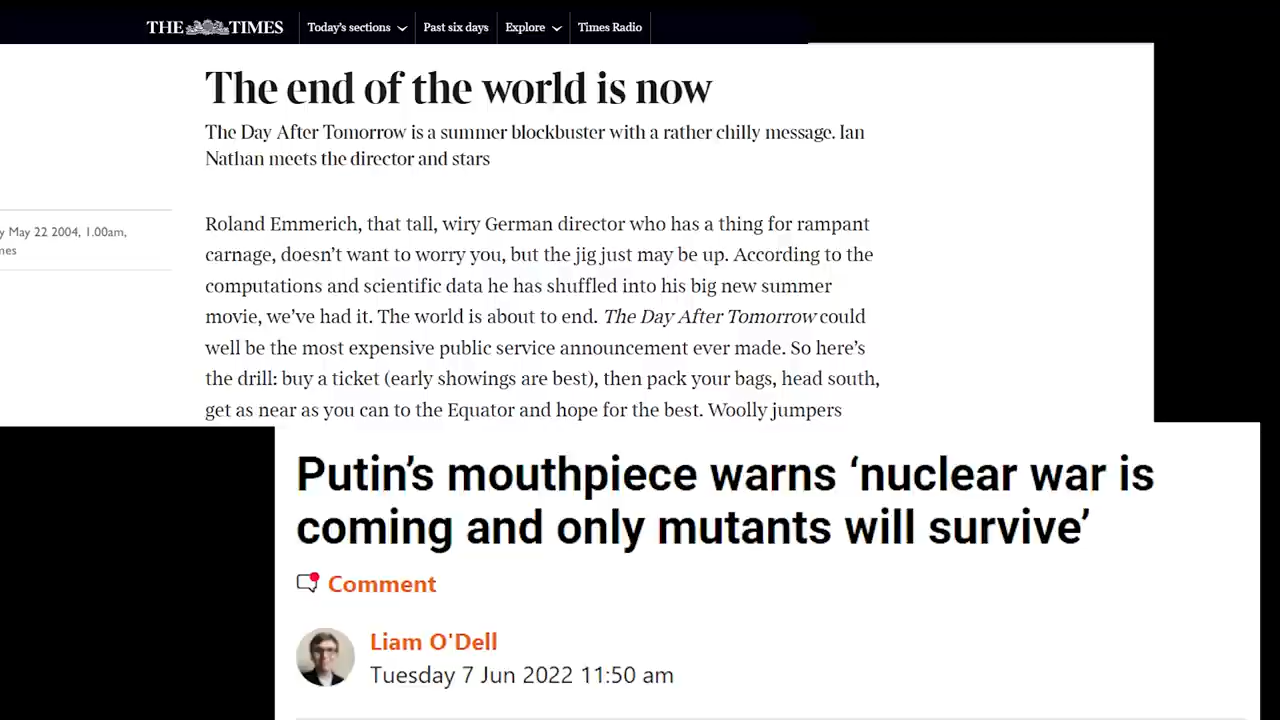 THE TIMES
Today's sections
Past six days
Explore
Times Radio
The end of the world is now
The Day After Tomorrow is a summer blockbuster with a rather chilly message. Ian
Nathan meets the director and stars
y May 22 2004, 1.00am,
mes
Roland Emmerich, that tall, wiry German director who has a thing for rampant
carnage, doesn't want to worry you, but the jig just may be up. According to the
computations and scientific data he has shuffled into his big new summer
movie, we've had it. The world is about to end. The Day After Tomorrow could
well be the most expensive public service announcement ever made. So here's
the drill: buy a ticket (early showings are best), then pack your bags, head south,
get as near as you can to the Equator and hope for the best. Woolly jumpers
Putin's mouthpiece warns ‘nuclear war is
coming and only mutants will survive’
Comment
Liam O'Dell
Tuesday 7 Jun 2022 11:50 am